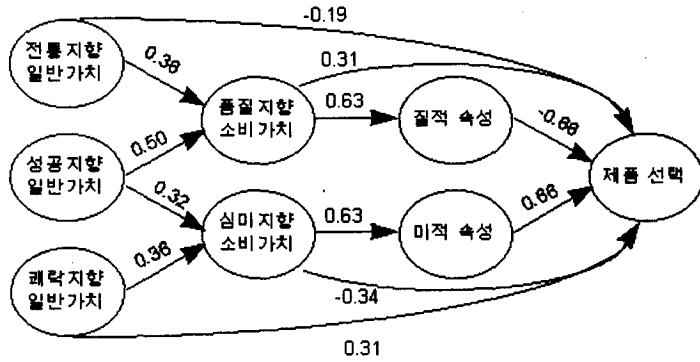 -0.19
전통지향
일반가치
0.36
0.31
품질지향
소비가치
0.63
질적 속성
-0.66
성공지향
일반가치
0.50
0.32
제품 선택
심미지향
소비가치
0.63
미적 속성
0.66
쾌락지향
일반가치
0.36
-0.34
0.31